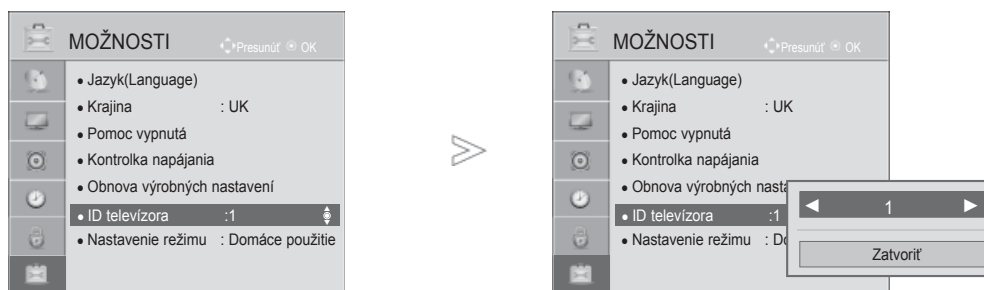 MOŽNOSTI Presunúť OK
• Jazyk(Language)
• Krajina : UK
• Pomoc vypnutá
• Kontrolka napájania
• Obnova výrobných nastavení
• ID televízora :1
• Nastavenie režimu : Domáce použitie
MOŽNOSTI Presunúť OK
• Jazyk(Language)
• Krajina : UK
• Pomoc vypnutá
• Kontrolka napájania
• Obnova výrobných nasta
• ID televízora :1
• Nastavenie režimu : Do
◄ 1 ►
Zatvoriť